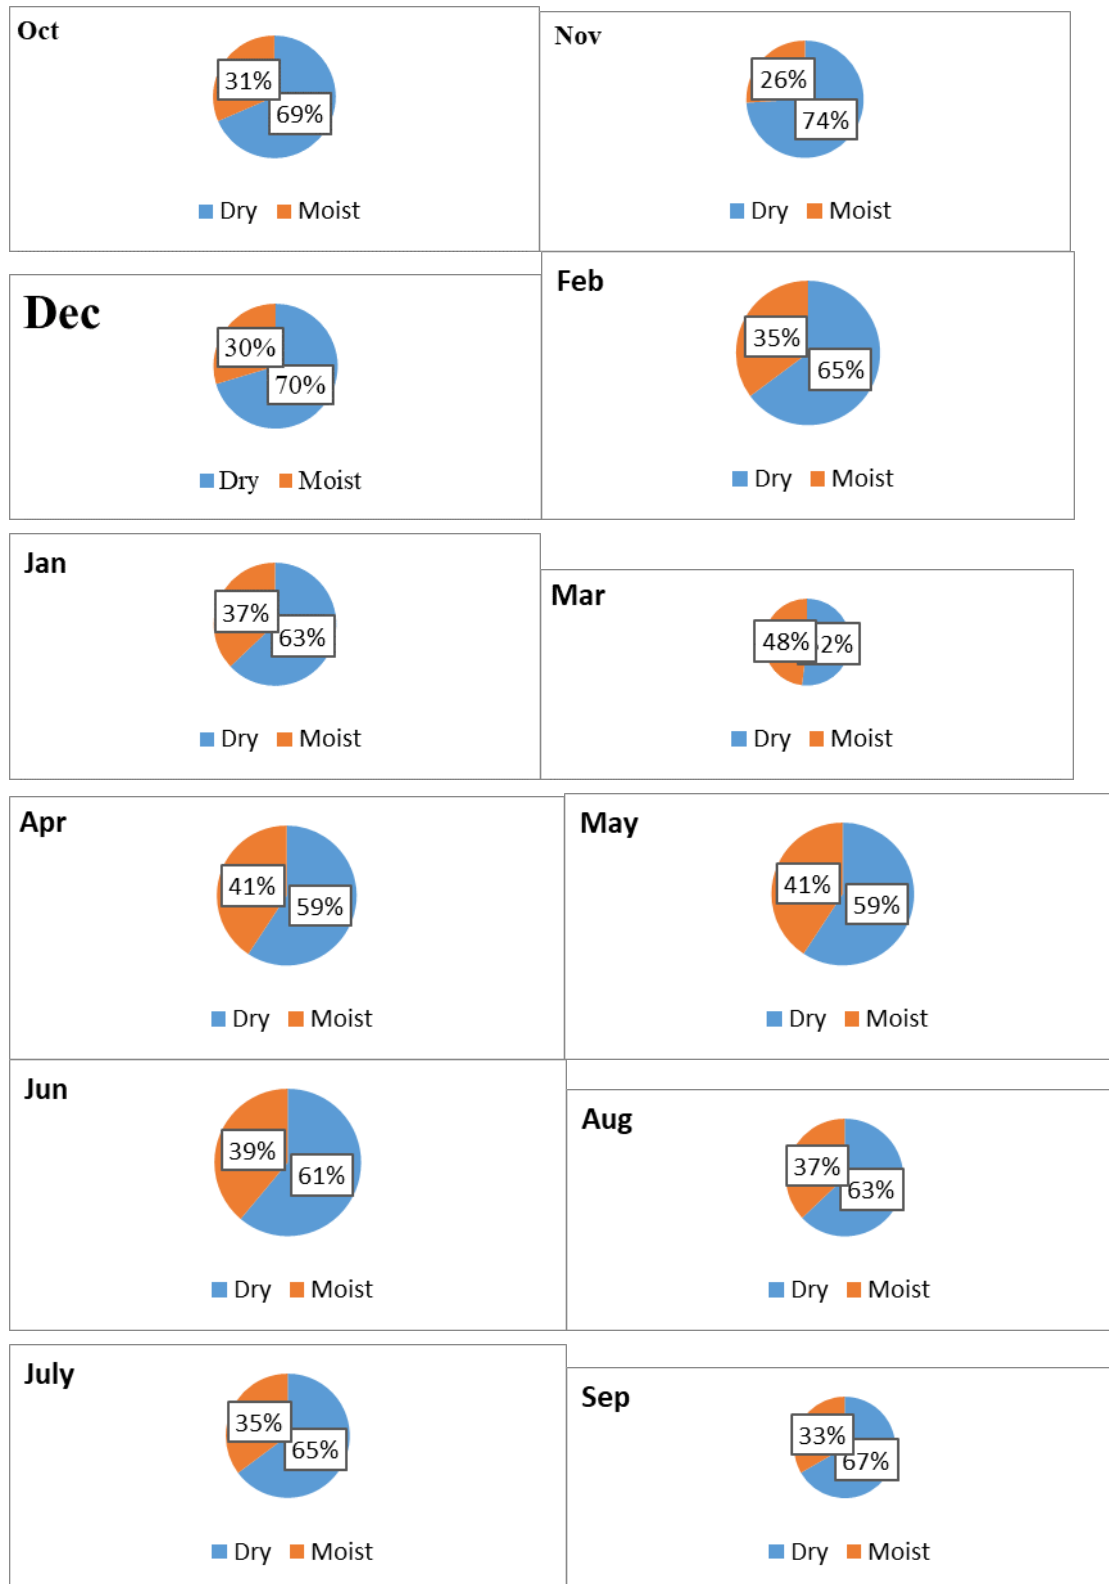 Oct
31%
69%
Dry Moist
Nov
26%
74%
Dry Moist
Dec
30%
70%
Dry Moist
Feb
35%
65%
Dry Moist
Jan
37%
63%
Dry Moist
Mar
48%
2%
Dry Moist
Apr
41%
59%
Dry Moist
May
41%
59%
Dry Moist
Jun
39%
61%
Dry Moist
Aug
37%
63%
Dry Moist
July
35%
65%
Dry Moist
Sep
33%
67%
Dry Moist